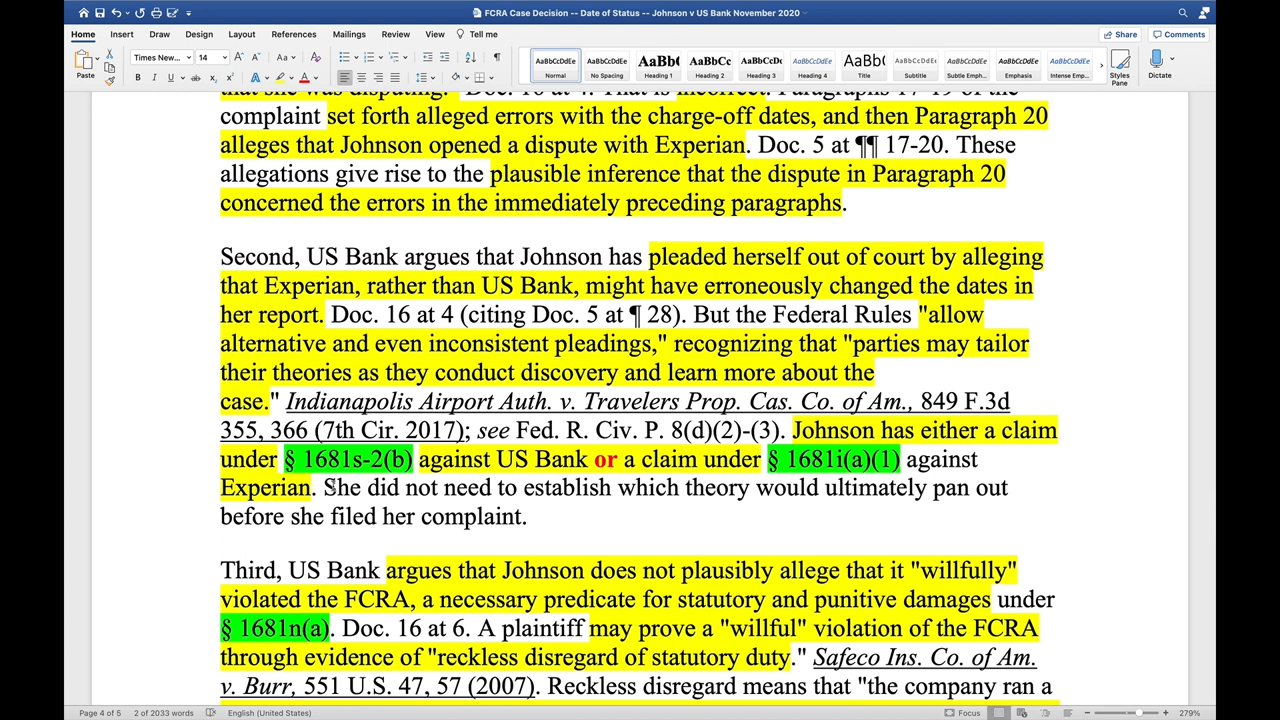 FCRA Case Decision -- Date of Status -- Johnson v US Bank November 2020
Home Insert Draw Design Layout References Mailings Review View Tell me Share Comments
Paste Times New... 14 A^ A˅ Aa AaBbCcDdEe Normal AaBbCcDdEe No Spacing AaBbC Heading 1 AaBbCc Heading 2 AaBbCcDc Heading 3 AaBbCcDdEe Heading 4 AaBb( Title AaBbCcDdEe Subtitle AaBbCcDdEe Subtle Emph... AaBbCcDdEe Emphasis AaBbCcDdEe Intense Emp... Styles Pane Dictate
complaint set forth alleged errors with the charge-off dates, and then Paragraph 20
alleges that Johnson opened a dispute with Experian. Doc. 5 at ¶¶ 17-20. These
allegations give rise to the plausible inference that the dispute in Paragraph 20
concerned the errors in the immediately preceding paragraphs.
Second, US Bank argues that Johnson has pleaded herself out of court by alleging
that Experian, rather than US Bank, might have erroneously changed the dates in
her report. Doc. 16 at 4 (citing Doc. 5 at ¶ 28). But the Federal Rules "allow
alternative and even inconsistent pleadings," recognizing that "parties may tailor
their theories as they conduct discovery and learn more about the
case." Indianapolis Airport Auth. v. Travelers Prop. Cas. Co. of Am., 849 F.3d
355, 366 (7th Cir. 2017); see Fed. R. Civ. P. 8(d)(2)-(3). Johnson has either a claim
under § 1681s-2(b) against US Bank or a claim under § 1681i(a)(1) against
Experian. She did not need to establish which theory would ultimately pan out
before she filed her complaint.
Third, US Bank argues that Johnson does not plausibly allege that it "willfully"
violated the FCRA, a necessary predicate for statutory and punitive damages under
§ 1681n(a). Doc. 16 at 6. A plaintiff may prove a "willful" violation of the FCRA
through evidence of "reckless disregard of statutory duty." Safeco Ins. Co. of Am.
v. Burr, 551 U.S. 47, 57 (2007). Reckless disregard means that "the company ran a
Page 4 of 5 2 of 2033 words English (United States) Focus 279%